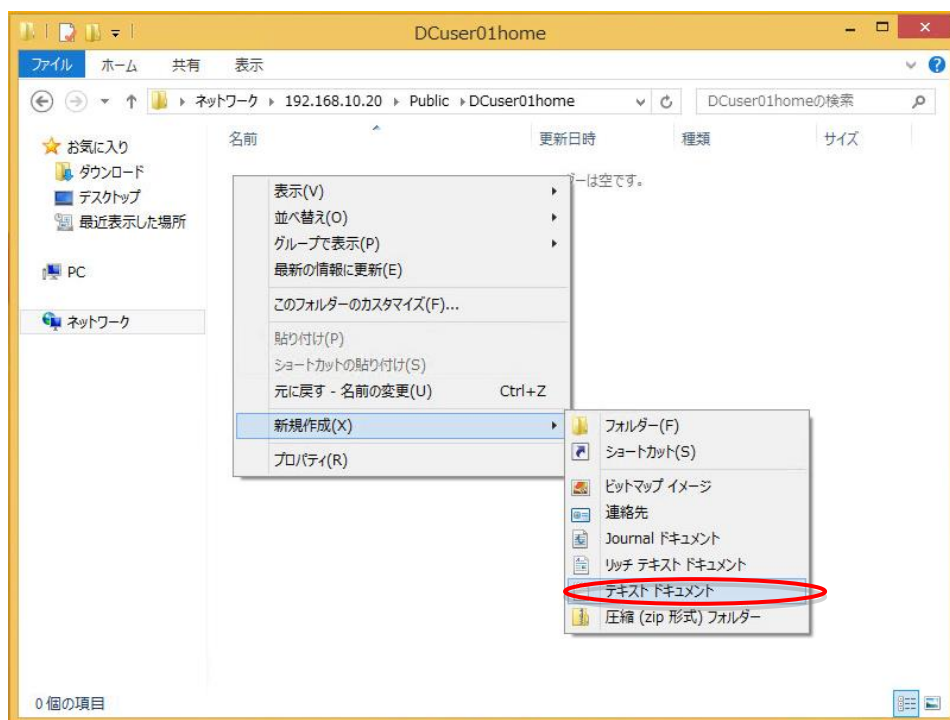 DCuser01home
ファイル ホーム 共有 表示
ネットワーク 192.168.10.20 Public DCuser01home DCuser01homeの検索
名前 更新日時 種類 サイズ
ーは空です。
お気に入り
ダウンロード
デスクトップ
最近表示した場所
PC
ネットワーク
表示(V)
並べ替え(O)
グループで表示(P)
最新の情報に更新(E)
このフォルダーのカスタマイズ(F)...
貼り付け(P)
ショートカットの貼り付け(S)
元に戻す - 名前の変更(U) Ctrl+Z
新規作成(X)
プロパティ(R)
フォルダー(F)
ショートカット(S)
ビットマップ イメージ
連絡先
Journal ドキュメント
リッチ テキスト ドキュメント
テキスト ドキュメント
圧縮 (zip 形式) フォルダー
0 個の項目